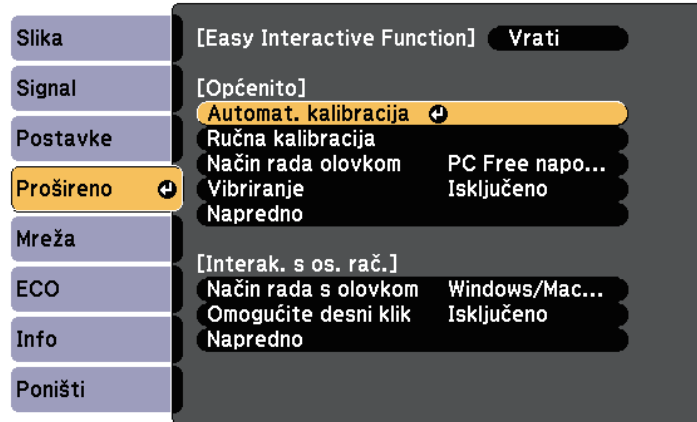 Slika
Signal
Postavke
Prošireno
Mreža
ECO
Info
Poništi
[Easy Interactive Function] Vrati
[Općenito]
Automat. kalibracija
Ručna kalibracija
Način rada olovkom PC Free napo...
Vibriranje Isključeno
Napredno
[Interak. s os. rač.]
Način rada s olovkom Windows/Mac...
Omogućite desni klik Isključeno
Napredno